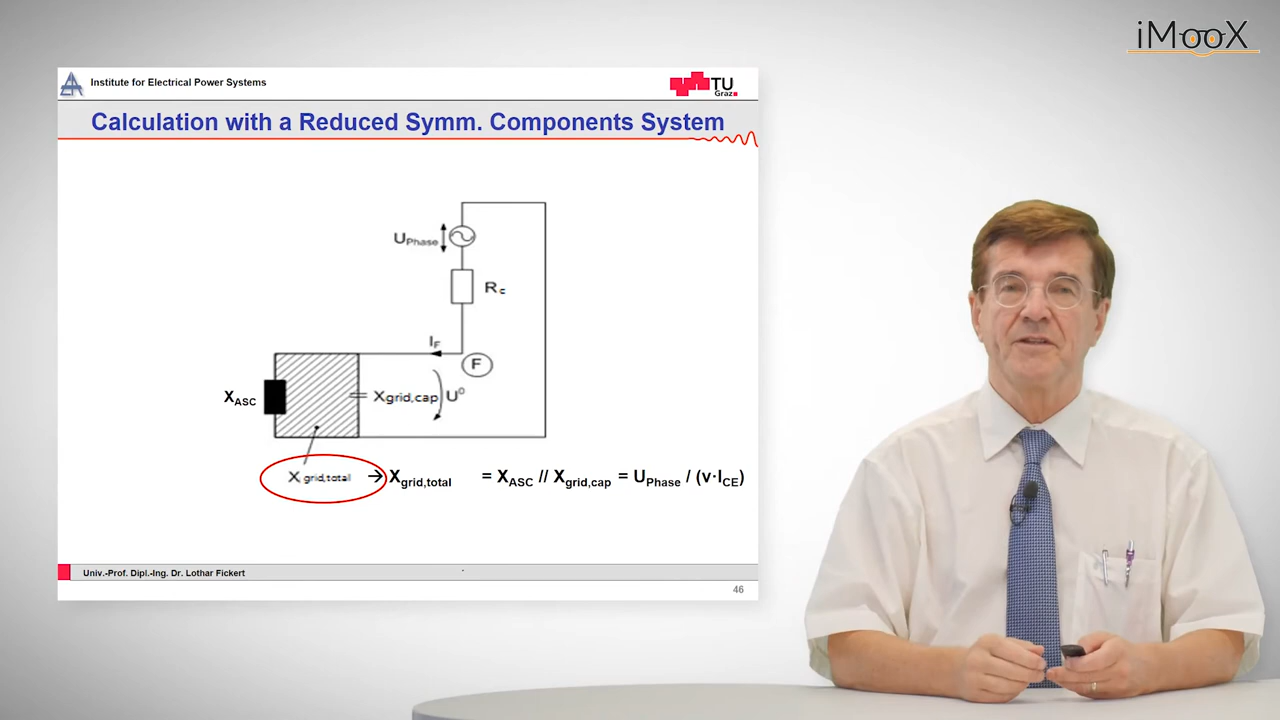 iMooX
Institute for Electrical Power Systems
TU
Graz
Calculation with a Reduced Symm. Components System
UPhase
Rc
IF
F
XASC
Xgrid,cap
U0
Xgrid,total
→ Xgrid,total = XASC // Xgrid,cap = UPhase / (v·ICE)
Univ.-Prof. Dipl.-Ing. Dr. Lothar Fickert
46